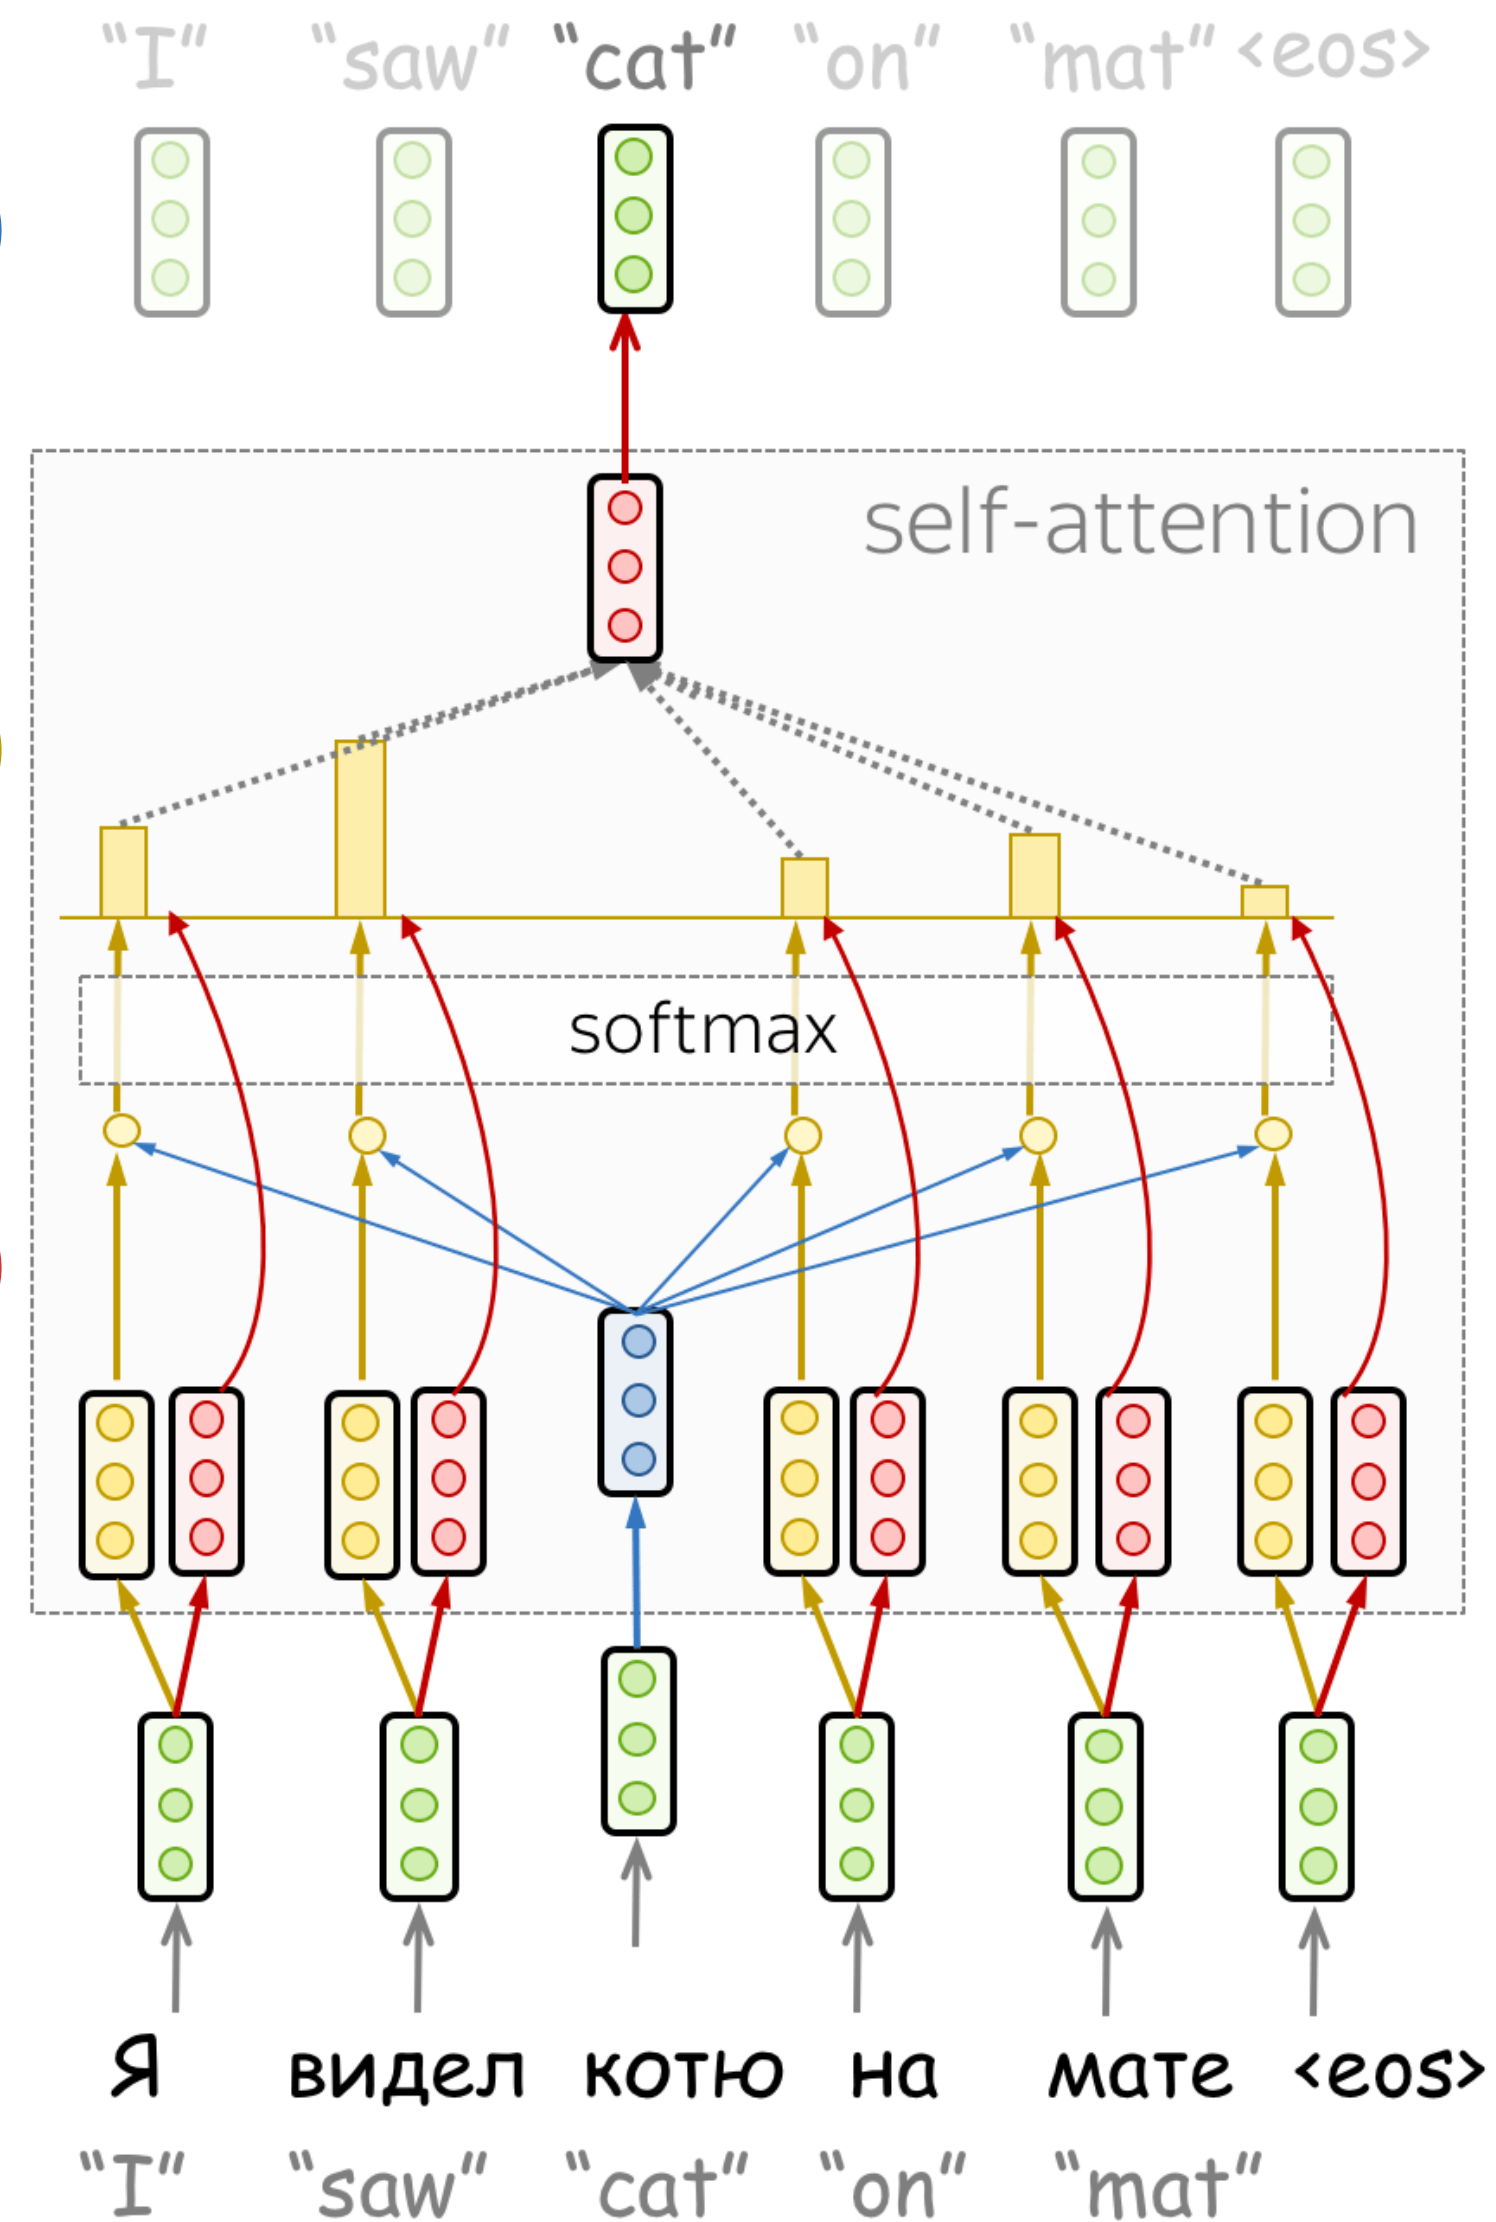 “I” “saw” “cat” “on” “mat” <eos>
self-attention
softmax
Я видел котю на мате <eos>
“I” “saw” “cat” “on” “mat”